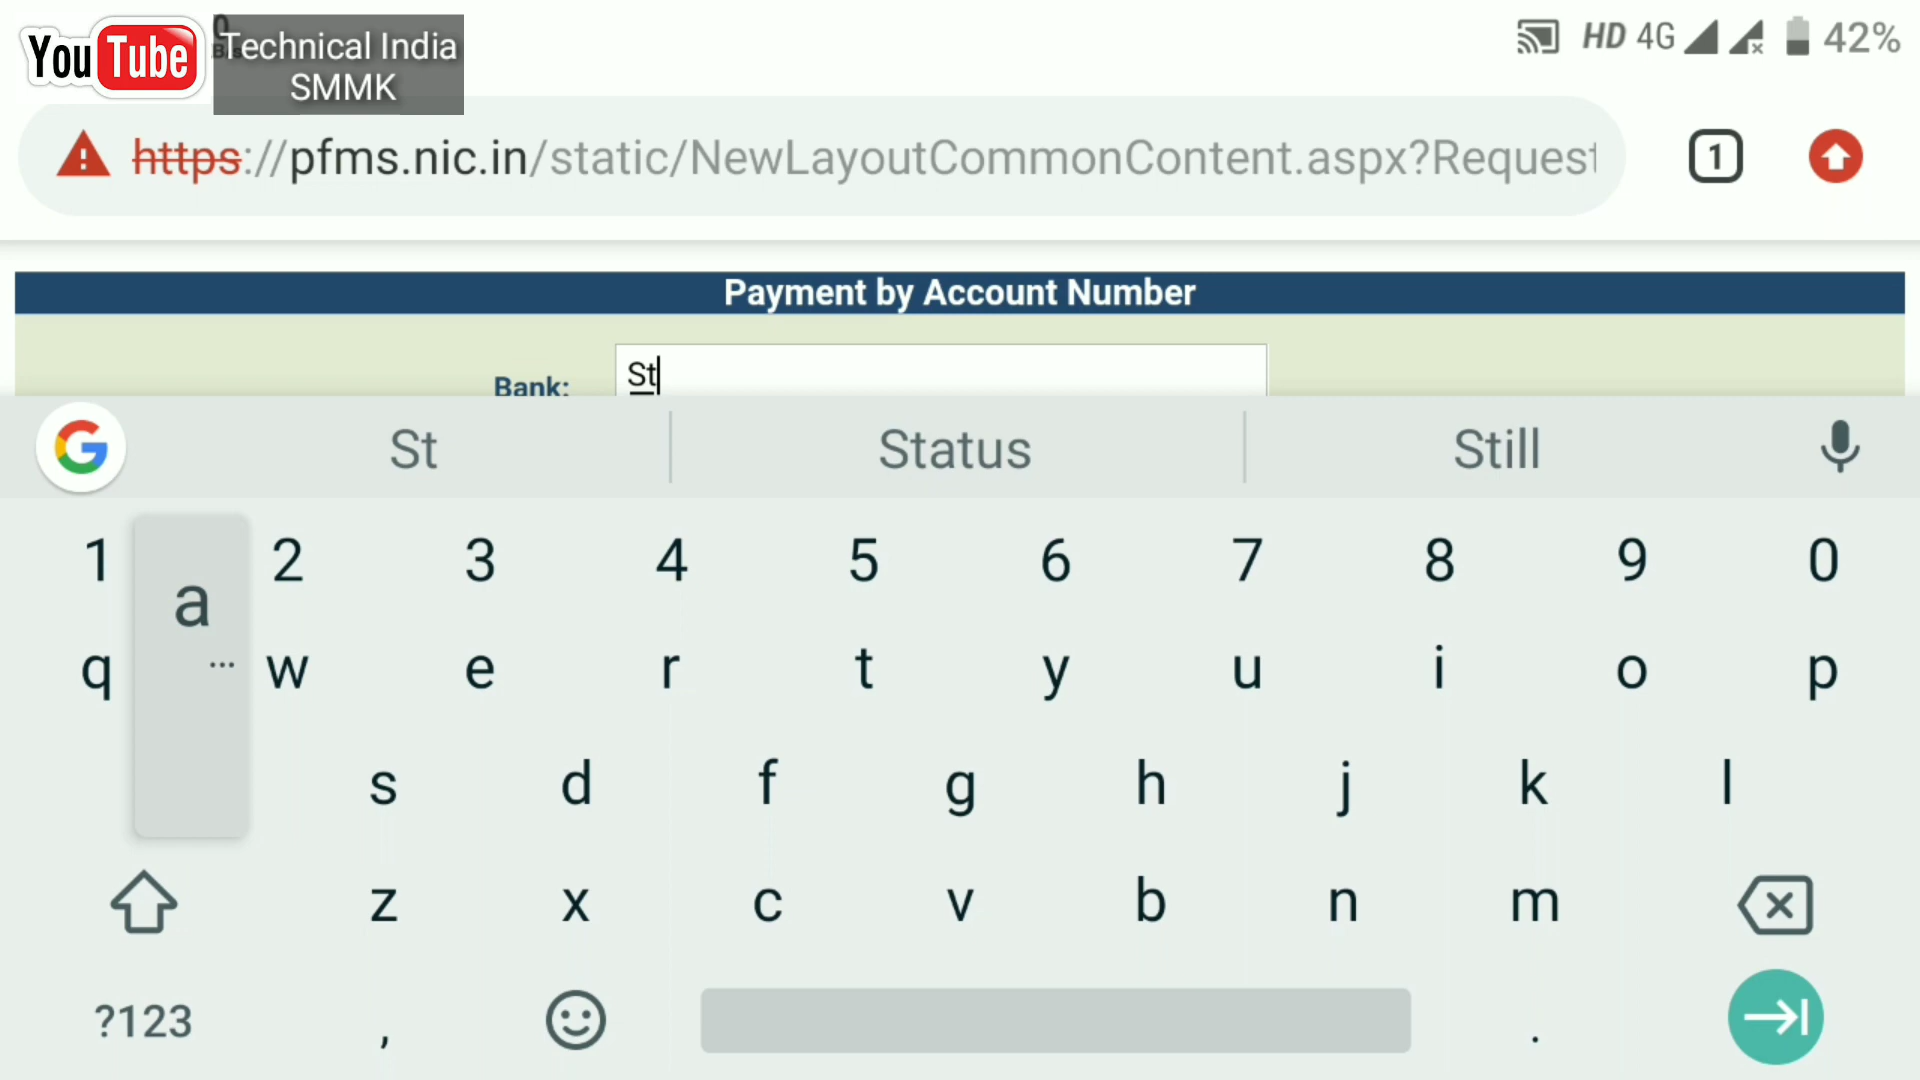 YouTube
Technical India
SMMK
HD 4G 42%
https://pfms.nic.in/static/NewLayoutCommonContent.aspx?Request
1
Payment by Account Number
Bank: St
St Status Still
1 2 3 4 5 6 7 8 9 0
a
...
q w e r t y u i o p
s d f g h j k l
z x c v b n m
?123 , .